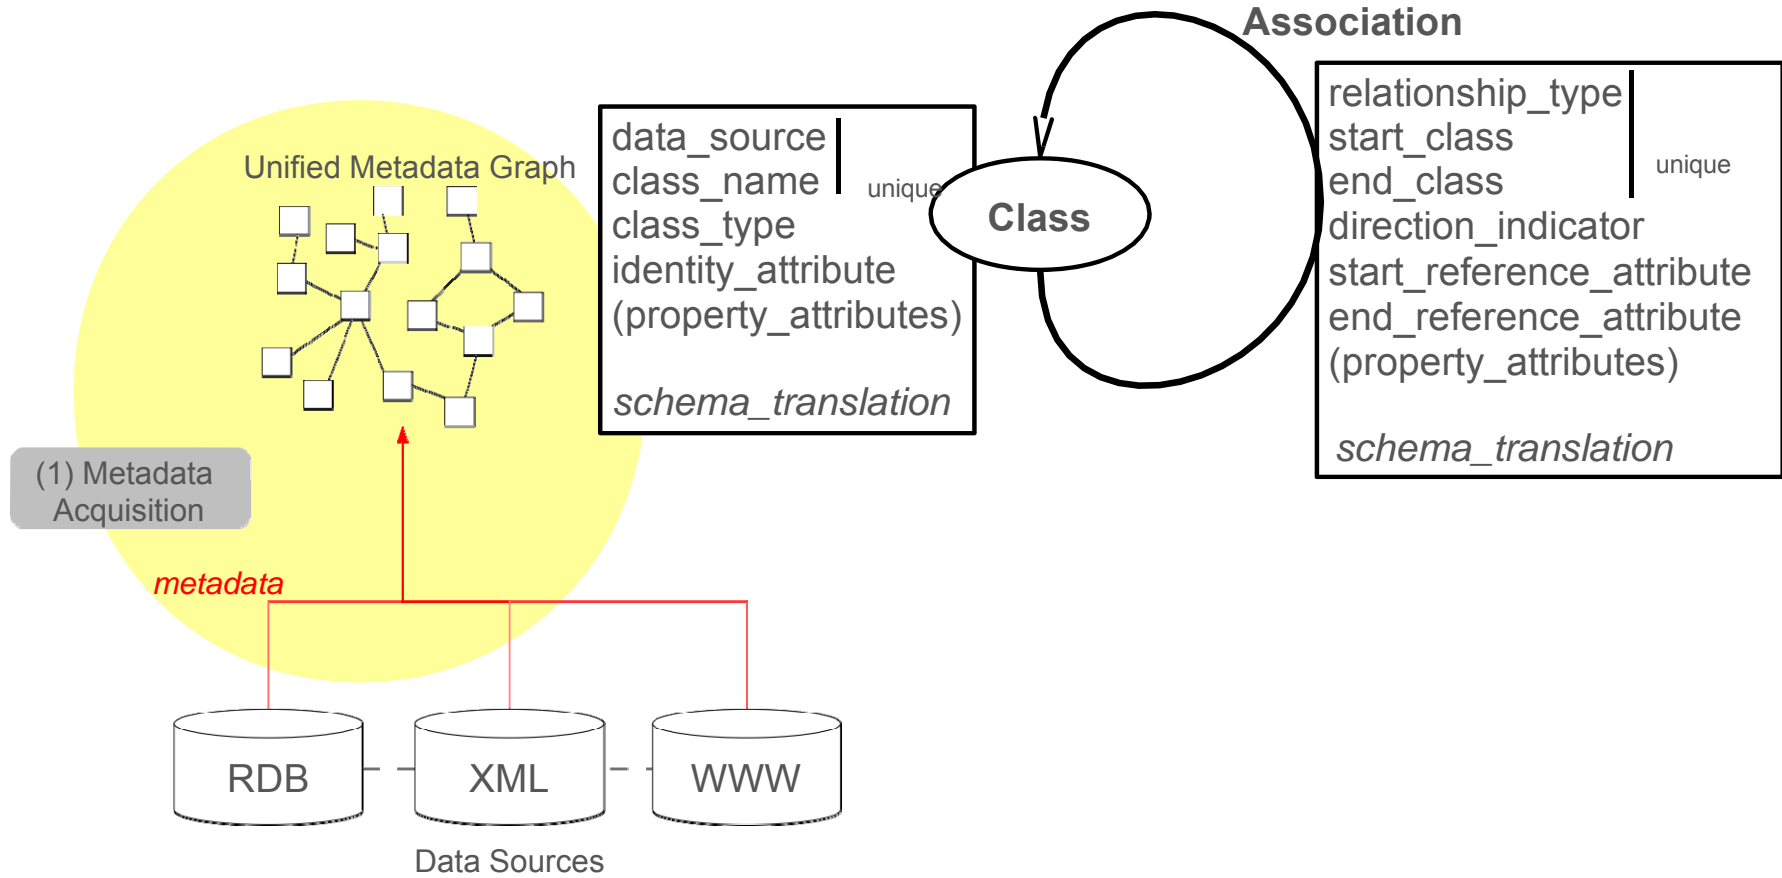 Association
relationship_type
start_class
end_class
unique
direction_indicator
start_reference_attribute
end_reference_attribute
(property_attributes)
schema_translation
data_source
class_name
unique
class_type
identity_attribute
(property_attributes)
schema_translation
Class
Unified Metadata Graph
(1) Metadata
Acquisition
metadata
RDB
XML
WWW
Data Sources